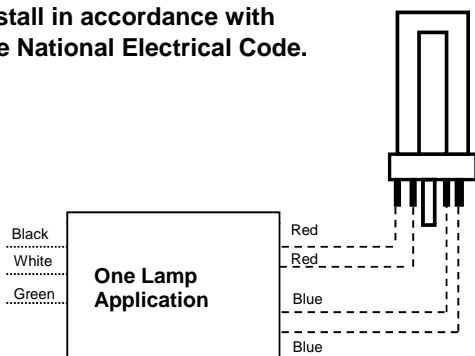 stall in accordance with
e National Electrical Code.
Black
White
Green
One Lamp
Application
Red
Red
Blue
Blue